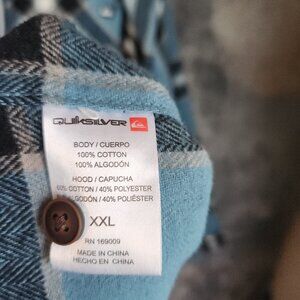 QUIKSILVER
BODY / CUERPO
100% COTTON
100% ALGODÓN
HOOD / CAPUCHA
60% COTTON / 40% POLYESTER
ALGODÓN / 40% POLIÉSTER
XXL
RN 169009
MADE IN CHINA
HECHO EN CHINA